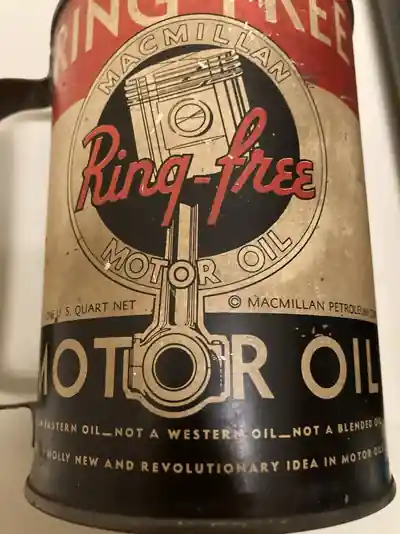 RING-FREE
MACMILLAN
Ring-free
MOTOR OIL
ONE U.S. QUART NET
© MACMILLAN PETROLEUM
MOTOR OIL
EASTERN OIL—NOT A WESTERN OIL—NOT A BLENDED OIL
NEW AND REVOLUTIONARY IDEA IN MOTOR